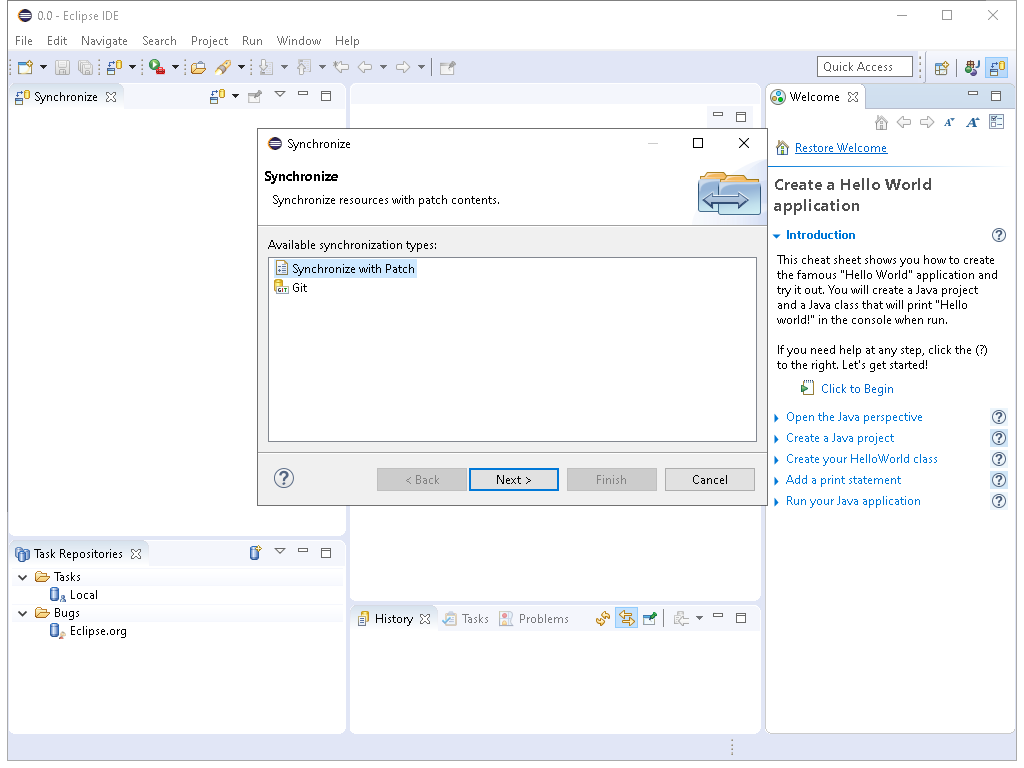 0.0 - Eclipse IDE
File Edit Navigate Search Project Run Window Help
Quick Access
Synchronize
Welcome
Restore Welcome
Create a Hello World
application
Introduction
This cheat sheet shows you how to create
the famous "Hello World" application and
try it out. You will create a Java project
and a Java class that will print "Hello
world!" in the console when run.
If you need help at any step, click the (?)
to the right. Let's get started!
Click to Begin
Open the Java perspective
Create a Java project
Create your HelloWorld class
Add a print statement
Run your Java application
Synchronize
Synchronize
Synchronize resources with patch contents.
Available synchronization types:
Synchronize with Patch
GIT Git
< Back Next > Finish Cancel
Task Repositories
Tasks
Local
Bugs
Eclipse.org
History Tasks Problems